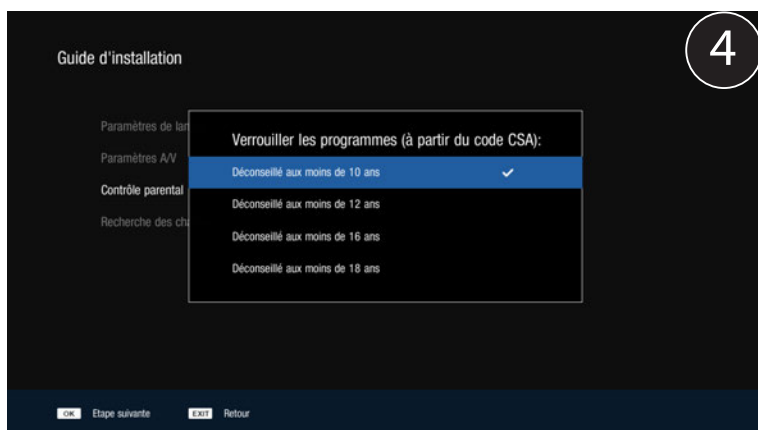 Guide d'installation
4
Paramètres de lan
Verrouiller les programmes (à partir du code CSA):
Paramètres A/V
Déconseillé aux moins de 10 ans
Contrôle parental
Déconseillé aux moins de 12 ans
Recherche des cha
Déconseillé aux moins de 16 ans
Déconseillé aux moins de 18 ans
OK Etape suivante EXIT Retour